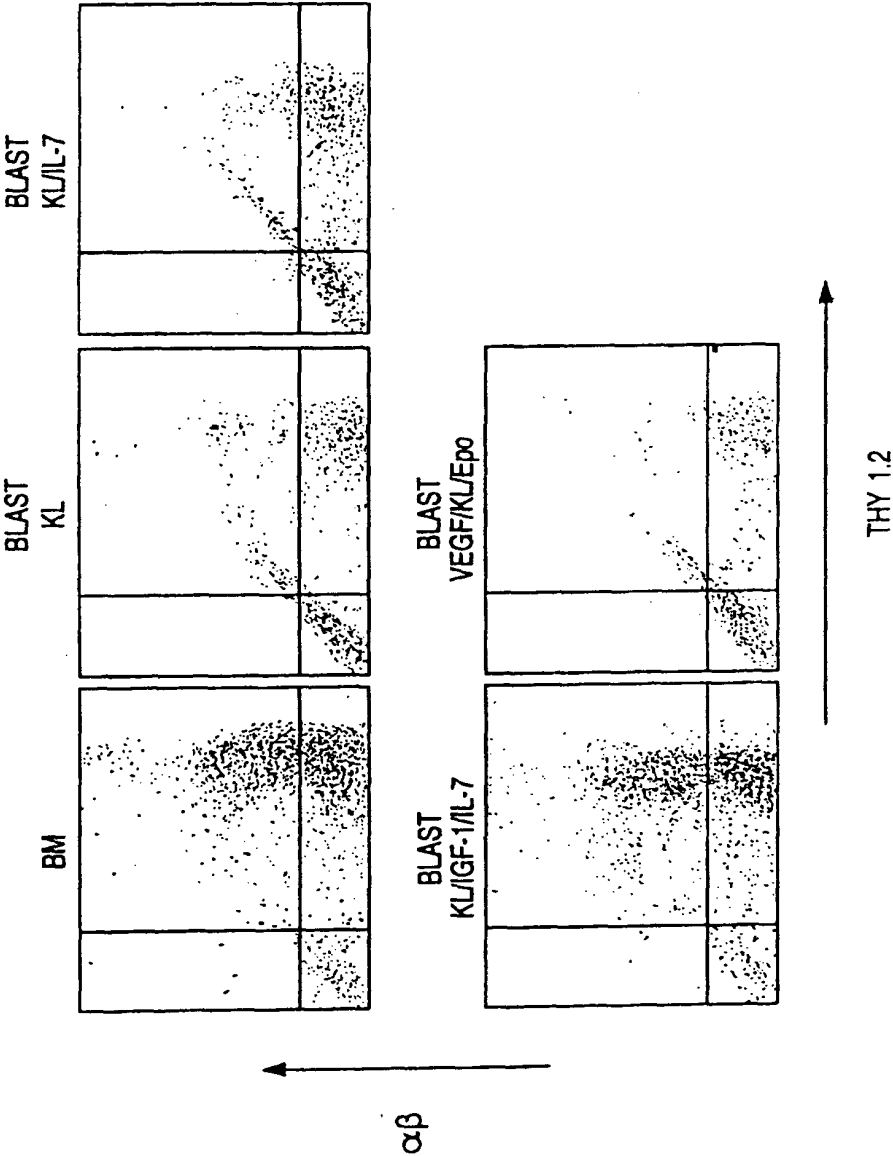 BM
BLAST
KL
BLAST
KL/IL-7
BLAST
KL/IGF-1/IL-7
BLAST
VEGF/KL/Epo
αβ
THY 1.2